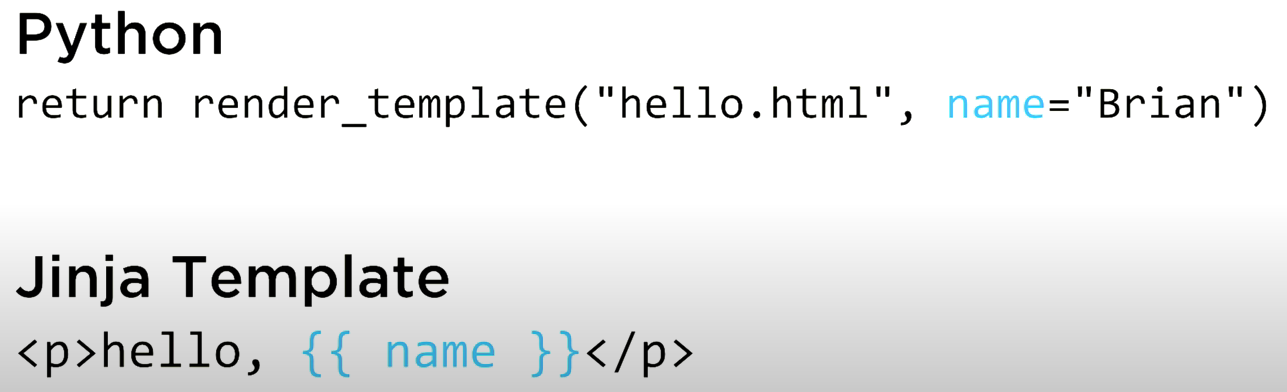 Python
return render_template("hello.html", name="Brian")
Jinja Template
<p>hello, {{ name }}</p>